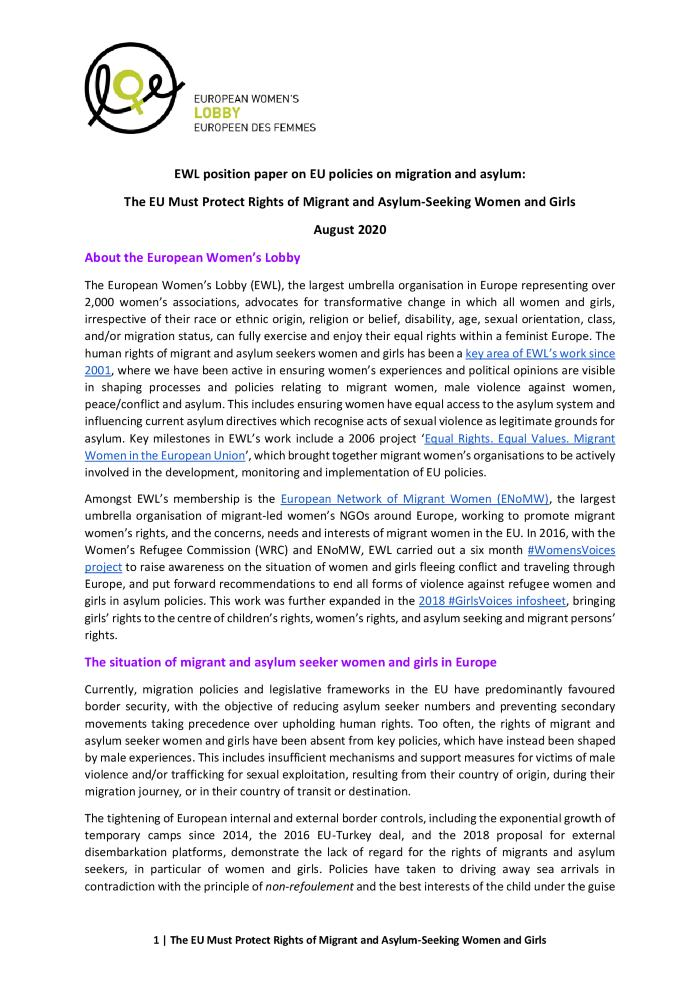 EUROPEAN WOMEN'S
LOBBY
EUROPEEN DES FEMMES
EWL position paper on EU policies on migration and asylum:
The EU Must Protect Rights of Migrant and Asylum-Seeking Women and Girls
August 2020
About the European Women's Lobby
The European Women's Lobby (EWL), the largest umbrella organisation in Europe representing over
2,000 women's associations, advocates for transformative change in which all women and girls,
irrespective of their race or ethnic origin, religion or belief, disability, age, sexual orientation, class,
and/or migration status, can fully exercise and enjoy their equal rights within a feminist Europe. The
human rights of migrant and asylum seekers women and girls has been a key area of EWL's work since
2001, where we have been active in ensuring women's experiences and political opinions are visible
in shaping processes and policies relating to migrant women, male violence against women,
peace/conflict and asylum. This includes ensuring women have equal access to the asylum system and
influencing current asylum directives which recognise acts of sexual violence as legitimate grounds for
asylum. Key milestones in EWL's work include a 2006 project 'Equal Rights. Equal Values. Migrant
Women in the European Union', which brought together migrant women's organisations to be actively
involved in the development, monitoring and implementation of EU policies.
Amongst EWL's membership is the European Network of Migrant Women (ENoMW), the largest
umbrella organisation of migrant-led women's NGOs around Europe, working to promote migrant
women's rights, and the concerns, needs and interests of migrant women in the EU. In 2016, with the
Women's Refugee Commission (WRC) and ENoMW, EWL carried out a six month #WomensVoices
project to raise awareness on the situation of women and girls fleeing conflict and traveling through
Europe, and put forward recommendations to end all forms of violence against refugee women and
girls in asylum policies. This work was further expanded in the 2018 #GirlsVoices infosheet, bringing
girls' rights to the centre of children's rights, women's rights, and asylum seeking and migrant persons'
rights.
The situation of migrant and asylum seeker women and girls in Europe
Currently, migration policies and legislative frameworks in the EU have predominantly favoured
border security, with the objective of reducing asylum seeker numbers and preventing secondary
movements taking precedence over upholding human rights. Too often, the rights of migrant and
asylum seeker women and girls have been absent from key policies, which have instead been shaped
by male experiences. This includes insufficient mechanisms and support measures for victims of male
violence and/or trafficking for sexual exploitation, resulting from their country of origin, during their
migration journey, or in their country of transit or destination.
The tightening of European internal and external border controls, including the exponential growth of
temporary camps since 2014, the 2016 EU-Turkey deal, and the 2018 proposal for external
disembarkation platforms, demonstrate the lack of regard for the rights of migrants and asylum
seekers, in particular of women and girls. Policies have taken to driving away sea arrivals in
contradiction with the principle of non-refoulement and the best interests of the child under the guise
1 | The EU Must Protect Rights of Migrant and Asylum-Seeking Women and Girls